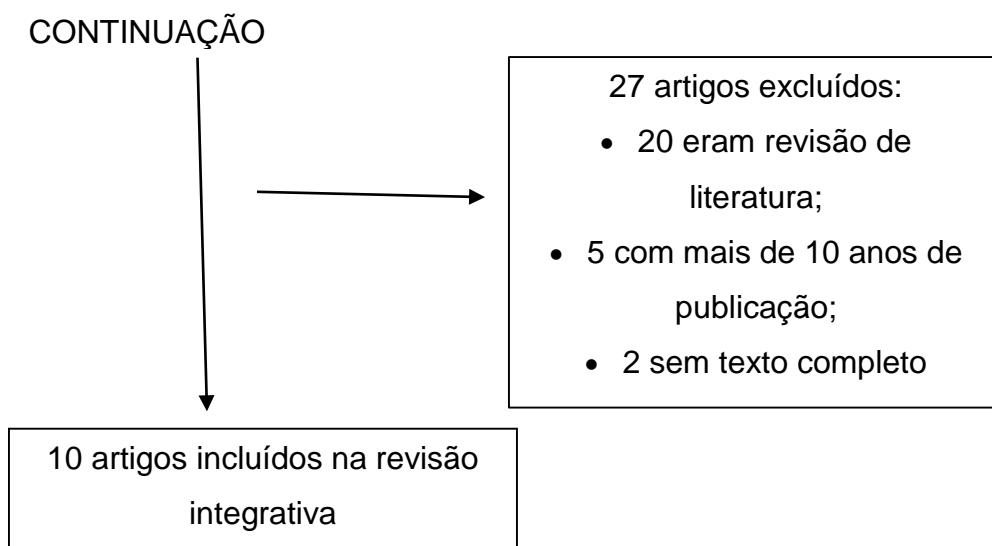 CONTINUAÇÃO
27 artigos excluídos:
• 20 eram revisão de
literatura;
• 5 com mais de 10 anos de
publicação;
• 2 sem texto completo
10 artigos incluídos na revisão
integrativa